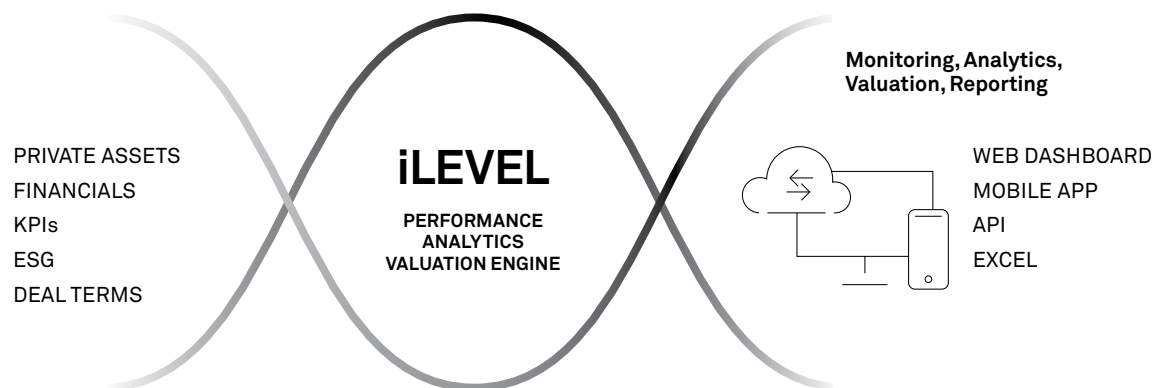 PRIVATE ASSETS
FINANCIALS
KPIs
ESG
DEAL TERMS
iLEVEL
PERFORMANCE
ANALYTICS
VALUATION ENGINE
Monitoring, Analytics,
Valuation, Reporting
WEB DASHBOARD
MOBILE APP
API
EXCEL